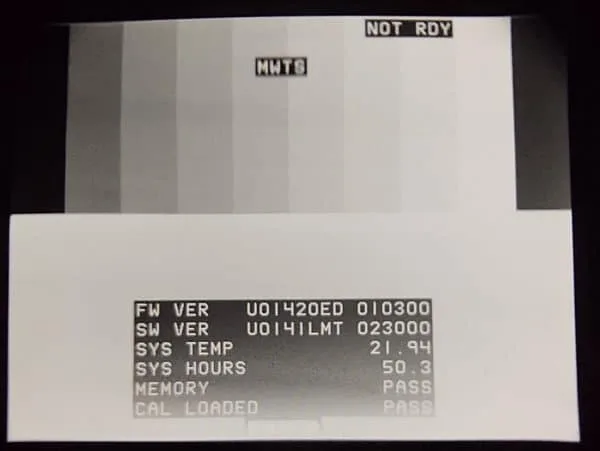 NOT RDY
MWTS
FW VER U01420ED 010300
SW VER U0141LMT 023000
SYS TEMP 21.94
SYS HOURS 50.3
MEMORY PASS
CAL LOADED PASS